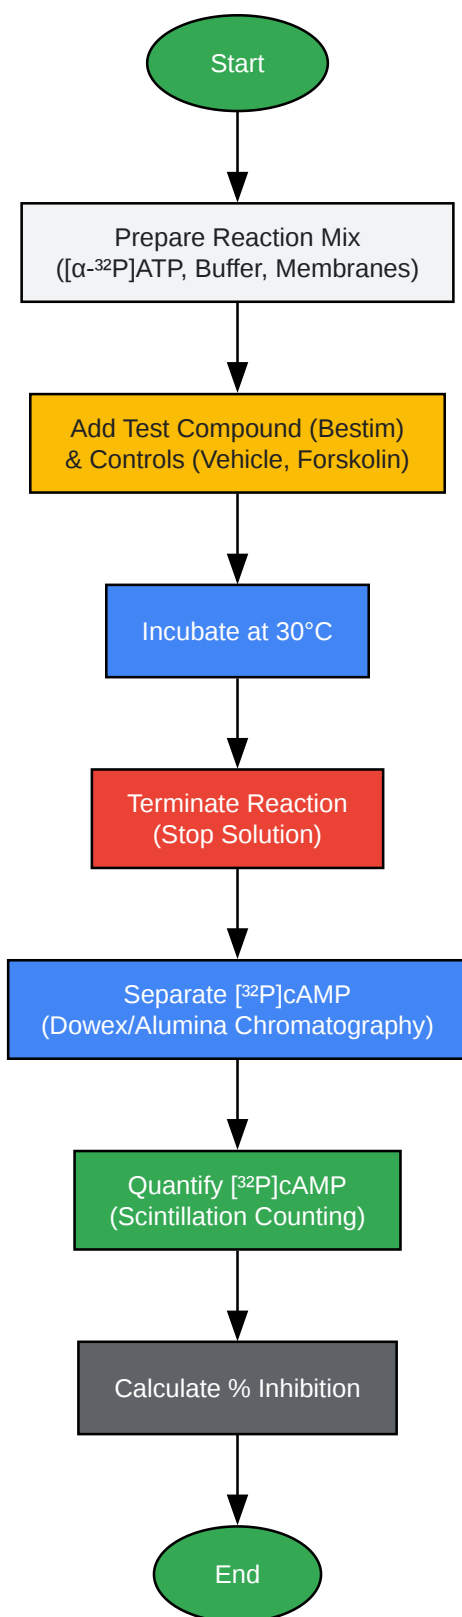 Start
Prepare Reaction Mix
([α-³²P]ATP, Buffer, Membranes)
Add Test Compound (Bestim)
& Controls (Vehicle, Forskolin)
Incubate at 30°C
Terminate Reaction
(Stop Solution)
Separate [³²P]cAMP
(Dowex/Alumina Chromatography)
Quantify [³²P]cAMP
(Scintillation Counting)
Calculate % Inhibition
End